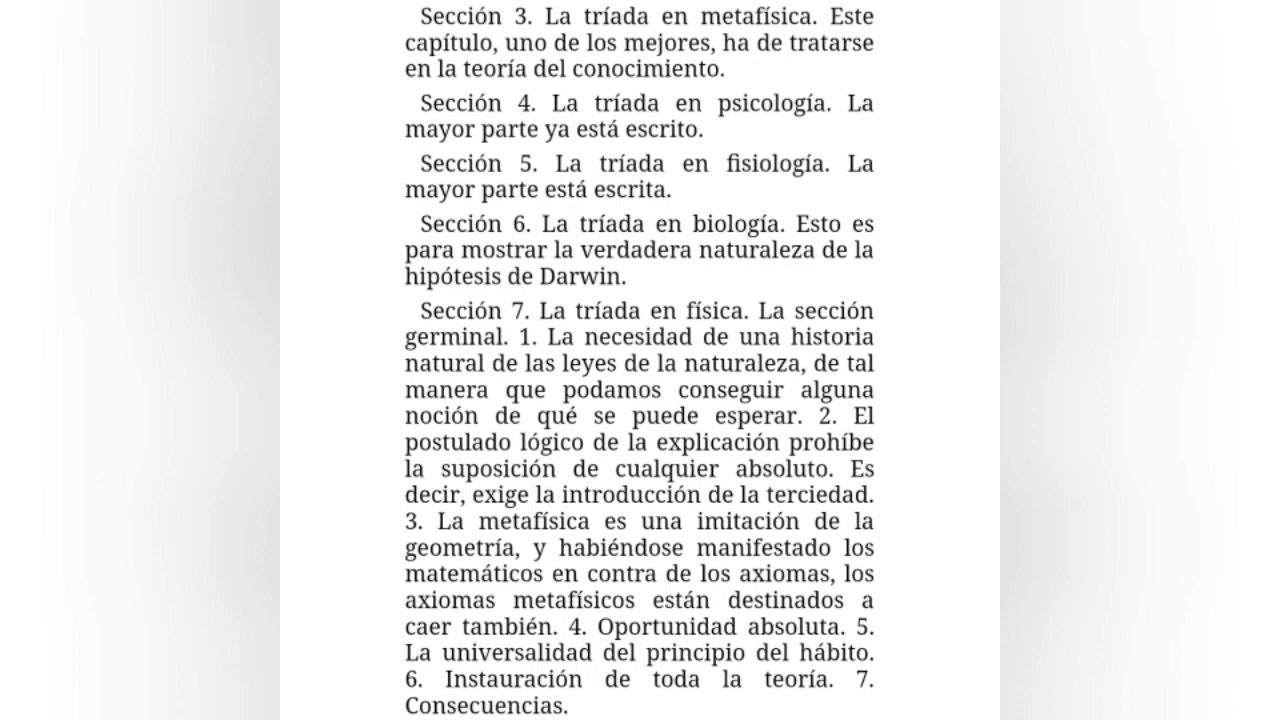 Sección 3. La tríada en metafísica. Este
capítulo, uno de los mejores, ha de tratarse
en la teoría del conocimiento.
Sección 4. La tríada en psicología. La
mayor parte ya está escrito.
Sección 5. La tríada en fisiología. La
mayor parte está escrita.
Sección 6. La tríada en biología. Esto es
para mostrar la verdadera naturaleza de la
hipótesis de Darwin.
Sección 7. La tríada en física. La sección
germinal. 1. La necesidad de una historia
natural de las leyes de la naturaleza, de tal
manera que podamos conseguir alguna
noción de qué se puede esperar. 2. El
postulado lógico de la explicación prohíbe
la suposición de cualquier absoluto. Es
decir, exige la introducción de la terciedad.
3. La metafísica es una imitación de la
geometría, y habiéndose manifestado los
matemáticos en contra de los axiomas, los
axiomas metafísicos están destinados a
caer también. 4. Oportunidad absoluta. 5.
La universalidad del principio del hábito.
6. Instauración de toda la teoría. 7.
Consecuencias.